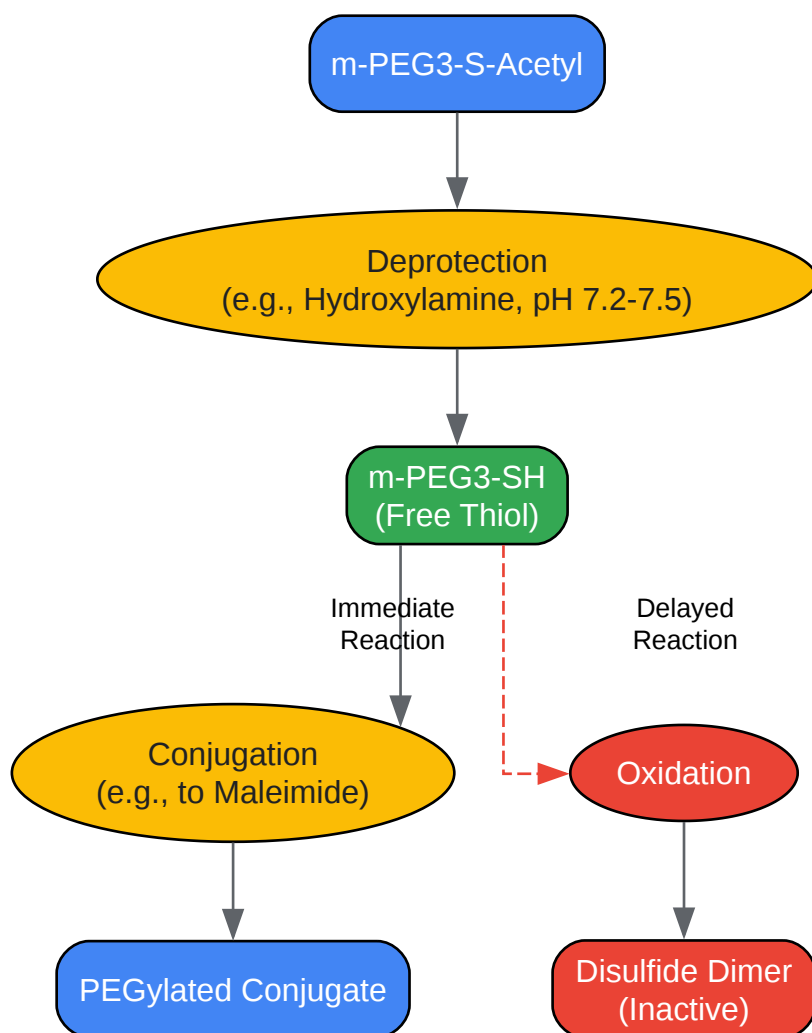 m-PEG3-S-Acetyl
Deprotection
(e.g., Hydroxylamine, pH 7.2-7.5)
m-PEG3-SH
(Free Thiol)
Immediate
Reaction
Delayed
Reaction
Conjugation
(e.g., to Maleimide)
Oxidation
PEGylated Conjugate
Disulfide Dimer
(Inactive)